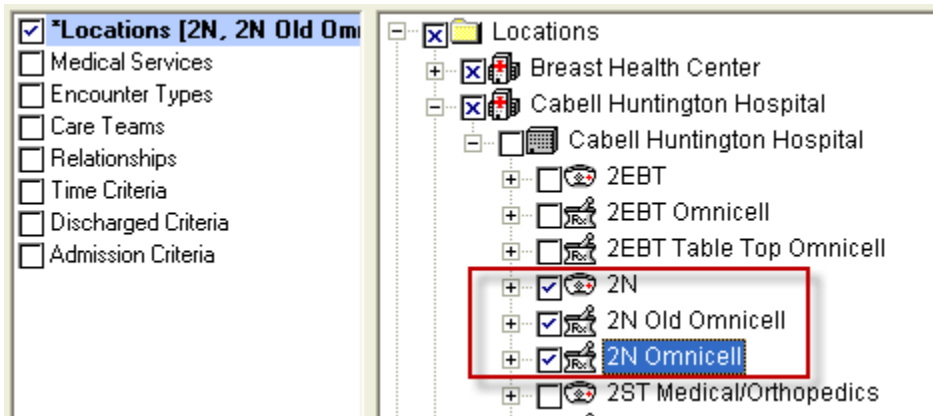 *Locations [2N, 2N Old Omni
Medical Services
Encounter Types
Care Teams
Relationships
Time Criteria
Discharged Criteria
Admission Criteria
Locations
Breast Health Center
Cabell Huntington Hospital
Cabell Huntington Hospital
2EBT
2EBT Omnicell
2EBT Table Top Omnicell
2N
2N Old Omnicell
2N Omnicell
2ST Medical/Orthopedics